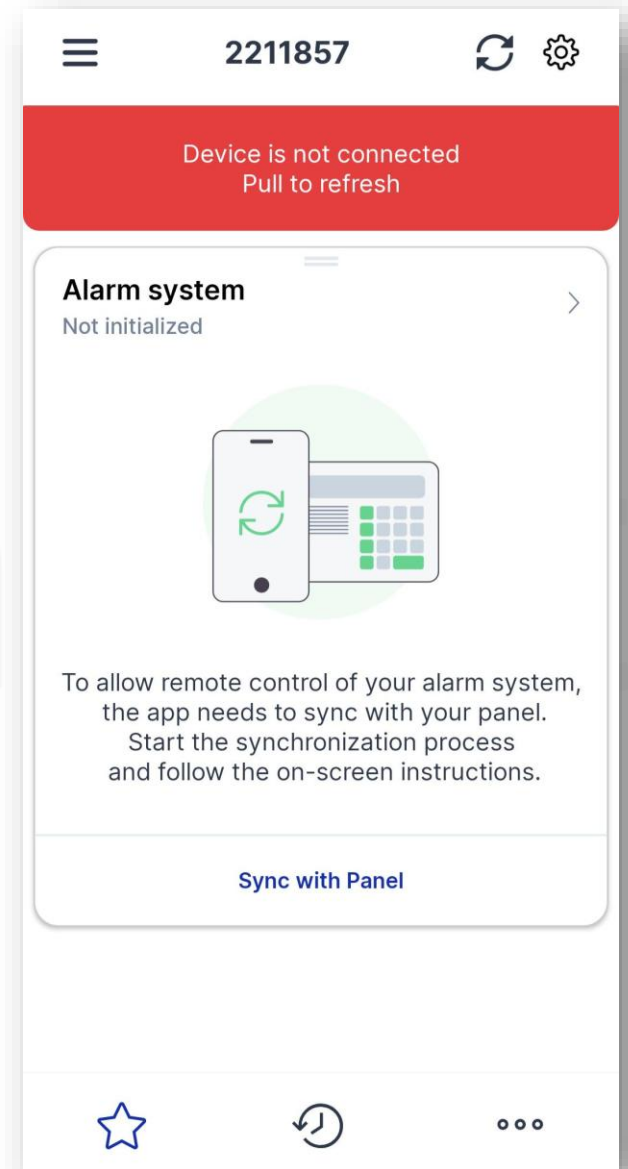 2211857
Device is not connected
Pull to refresh
Alarm system
Not initialized
To allow remote control of your alarm system,
the app needs to sync with your panel.
Start the synchronization process
and follow the on-screen instructions.
Sync with Panel